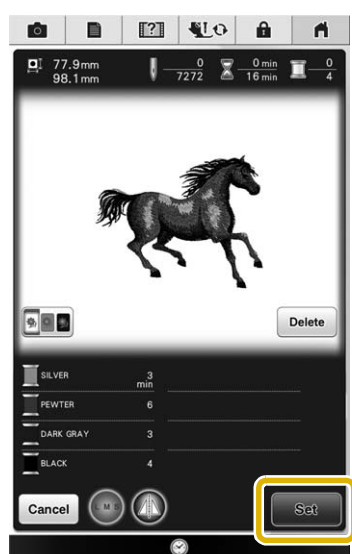 77.9mm 0 0 min 0
98.1mm 7272 16 min 4
Delete
SILVER 3
min
PEWTER 6
DARK GRAY 3
BLACK 4
Cancel L M S Set